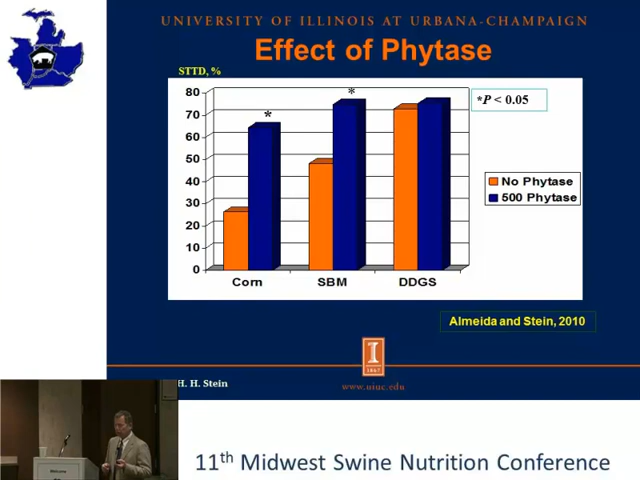 UNIVERSITY OF ILLINOIS AT URBANA-CHAMPAIGN
Effect of Phytase
STTD, %
80
70
60
50
40
30
20
10
0
*
*
*P < 0.05
No Phytase
500 Phytase
Corn
SBM
DDGS
Almeida and Stein, 2010
I
1867
H. H. Stein
www.uiuc.edu
11th Midwest Swine Nutrition Conference